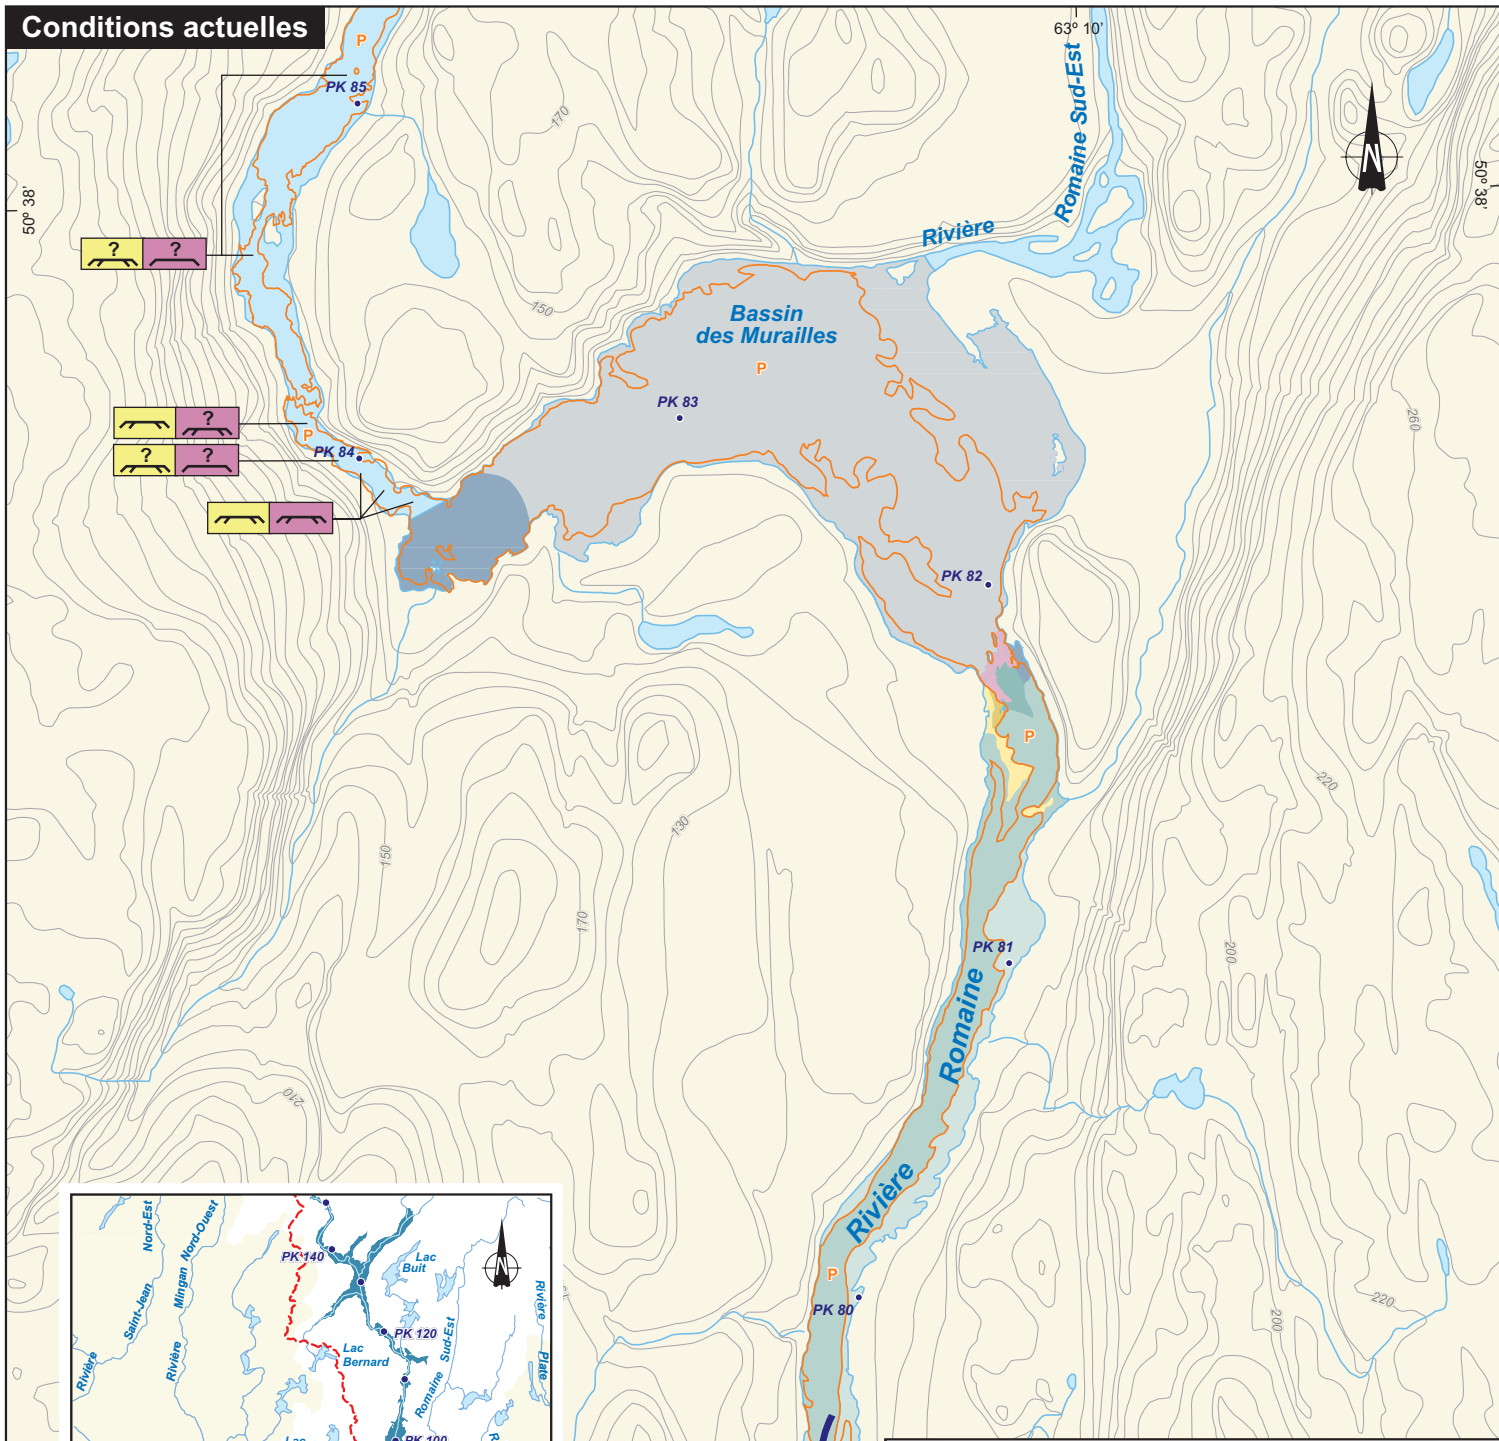 Conditions actuelles
63° 10'
P
PK 85
170
Romaine Sud-Est
Rivière
N
50° 38'
50° 38'
? ?
150
Bassin
des Murailles
P
PK 83
?
P
PK 84
? ?
260
PK 82
P
220
130
150
170
PK 81
200
Romaine
210
Rivière
P
PK 80
220
200
Nord-Est
Saint-Jean
Rivière
Nord-Ouest
Mingan
Rivière
PK 140
Lac
Buit
N
PK 120
Lac
Bernard
Sud-Est
Romaine
Rivière
Plate
PK 100
Lac
R